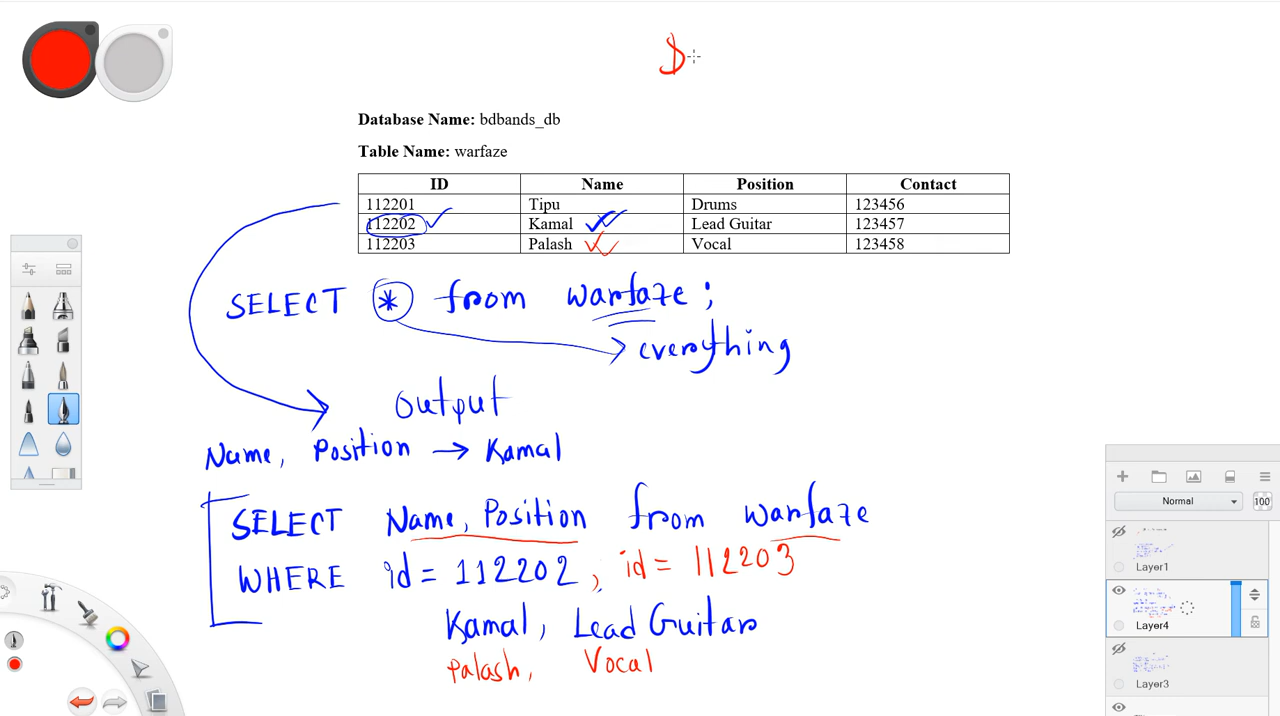 Database Name: bdbands_db
Table Name: warfaze
ID Name Position Contact
112201 Tipu Drums 123456
112202 Kamal Lead Guitar 123457
112203 Palash Vocal 123458
SELECT * from warfaze ;
everything
Output
Name, Position → Kamal
SELECT Name, Position from warfaze
WHERE id = 112202 , id = 112203
Kamal, Lead Guitar
Palash, Vocal
Normal
100
Layer1
Layer4
Layer3